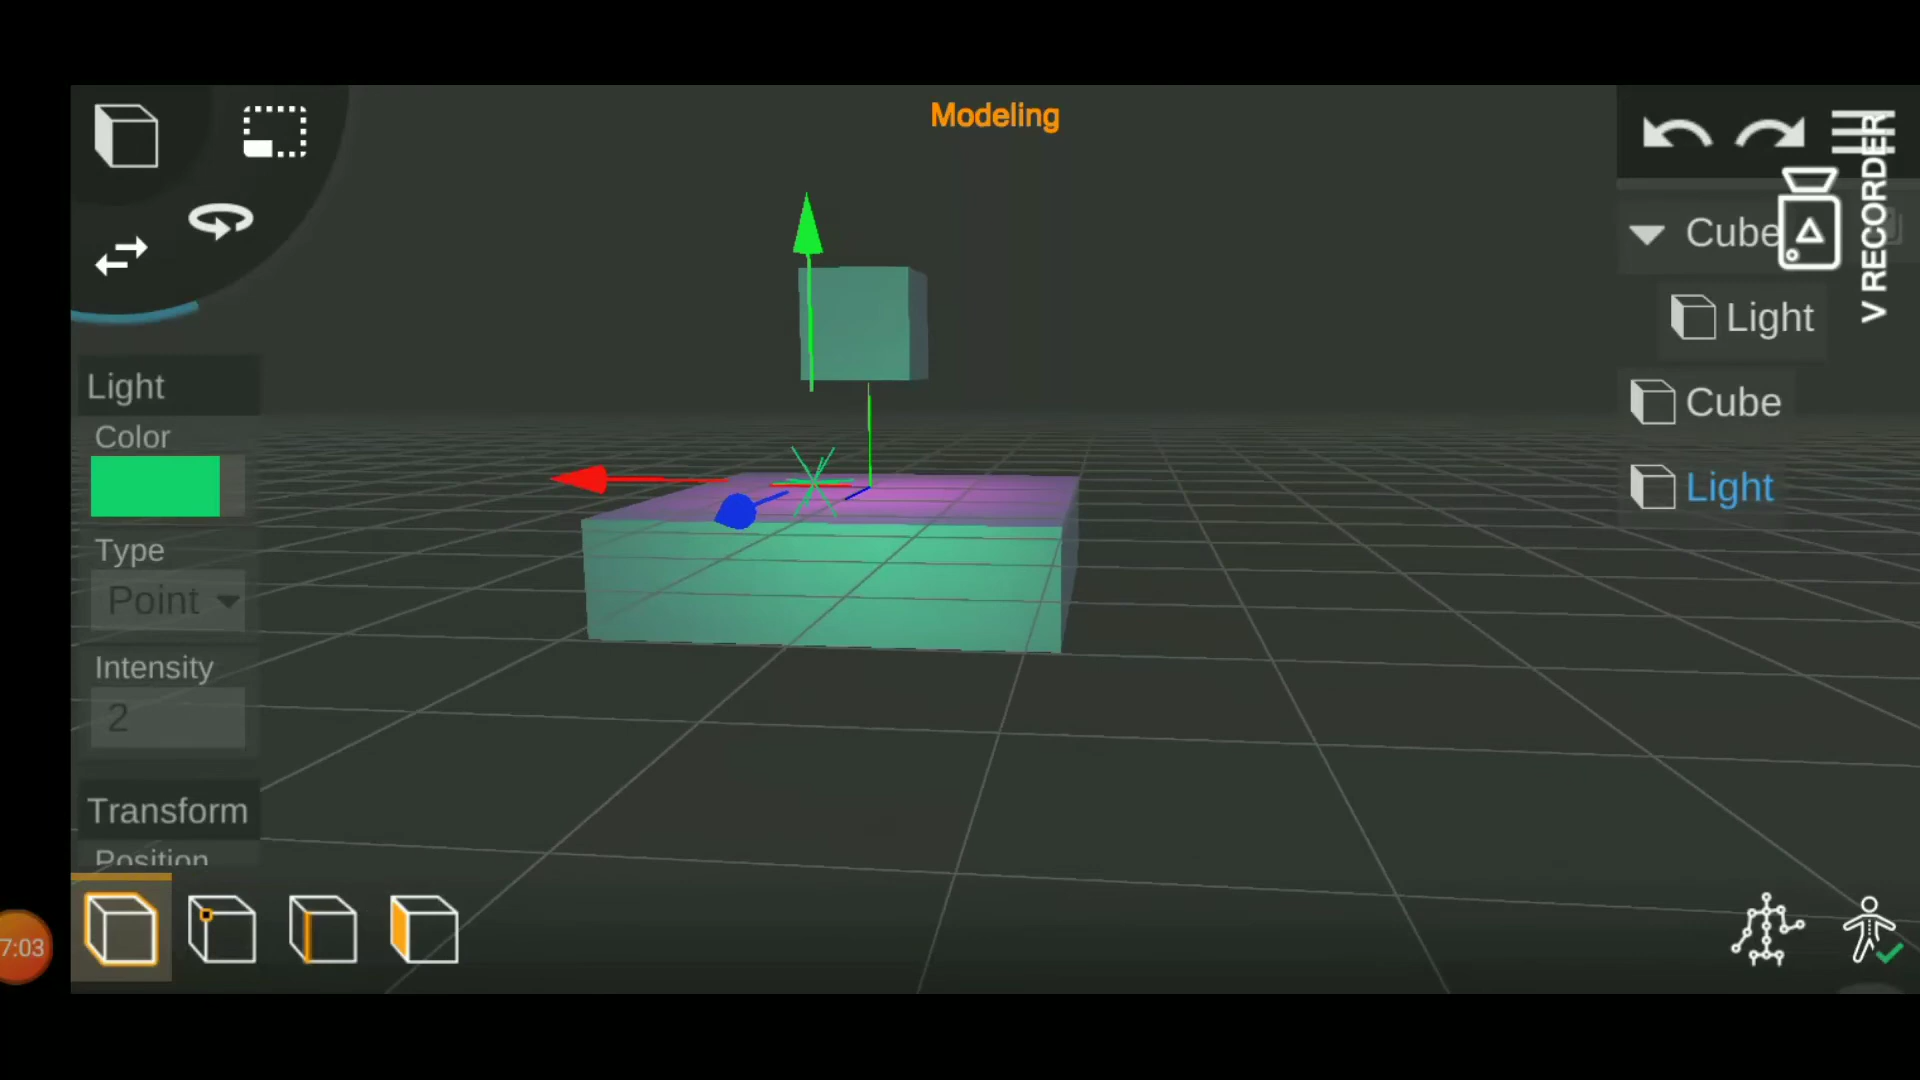 Modeling
V RECORDER
Cube
Light
Cube
Light
Light
Color
Type
Point
Intensity
2
Transform
Position
7:03